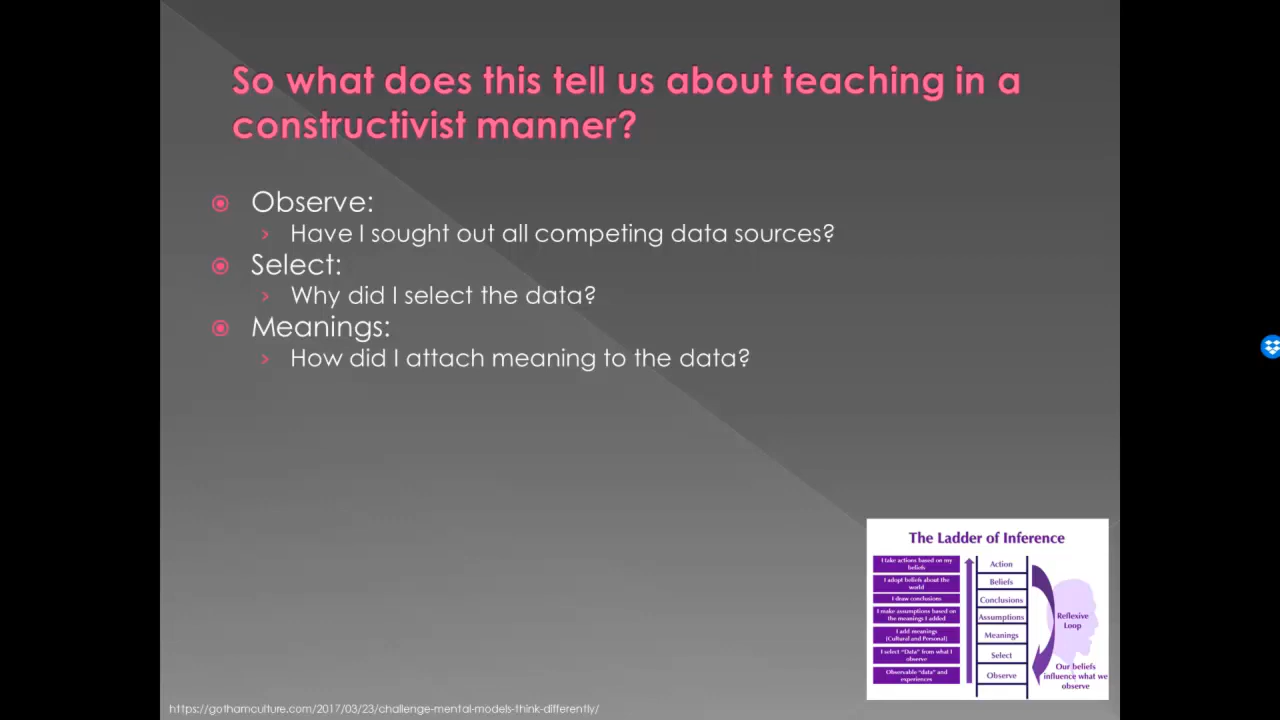 So what does this tell us about teaching in a
constructivist manner?
Observe:
Have I sought out all competing data sources?
Select:
Why did I select the data?
Meanings:
How did I attach meaning to the data?
The Ladder of Inference
I take actions based on my
beliefs
I adopt beliefs about the
world
I draw conclusions
I make assumptions based on
the meanings I added
I add meanings
(Cultural and Personal)
I select "Data" from what I
observe
Observable "data" and
experiences
Action
Beliefs
Conclusions
Assumptions
Meanings
Select
Observe
Reflexive
Loop
Our beliefs
influence what we
observe
https://gothamculture.com/2017/03/23/challenge-mental-models-think-differently/